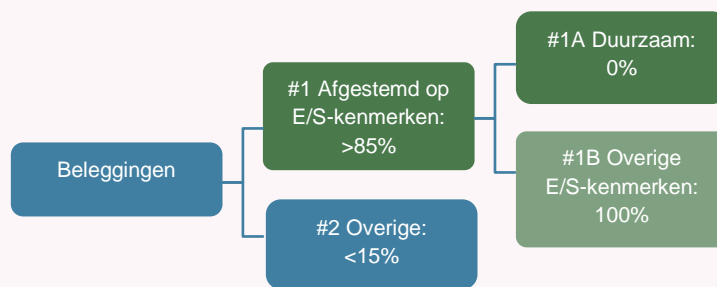 Beleggingen
#1 Afgestemd op
E/S-kenmerken:
>85%
#2 Overige:
<15%
#1A Duurzaam:
0%
#1B Overige
E/S-kenmerken:
100%